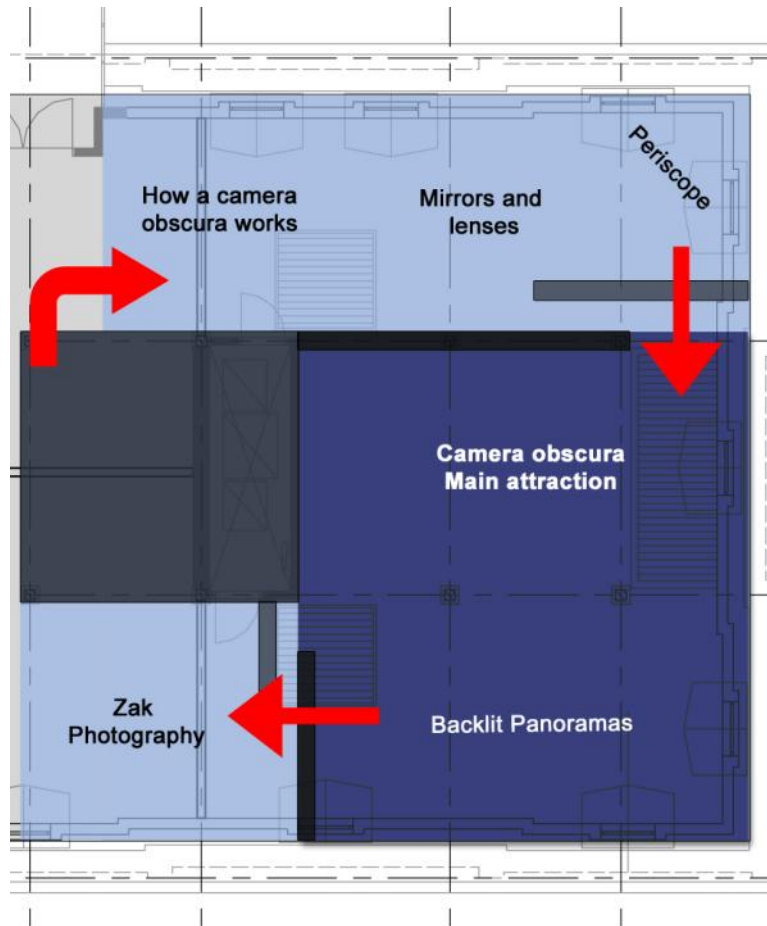 How a camera
obscura works
Mirrors and
lenses
Periscope
Camera obscura
Main attraction
Zak
Photography
Backlit Panoramas